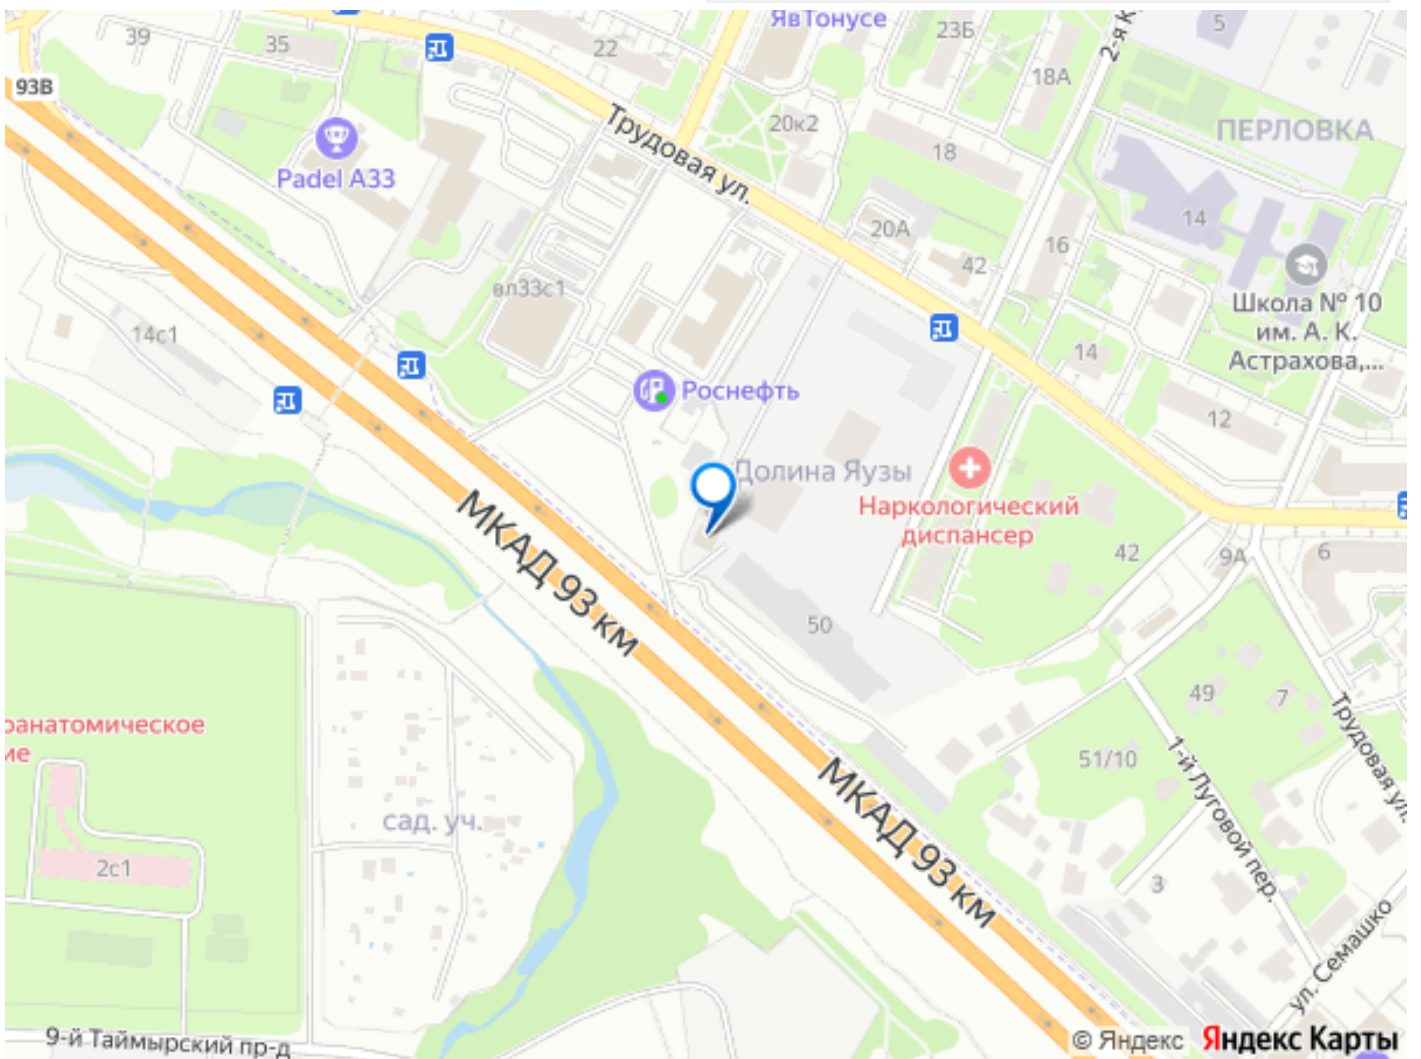 ЯвТонусе
39
35
22
23Б
5
18А
93В
20к2
ПЕРЛОВКА
Трудовая ул.
18
Padel А33
14
20А
16
42
вл33с1
Школа № 10
им. А. К.
Астрахова,...
14с1
14
Роснефть
12
Долина Яузы
Наркологический
диспансер
МКАД 93 км
42
9А
6
50
49
7
Трудовая ул.
51/10
1-й Луговой пер.
МКАД 93 км
сад. уч.
2с1
3
ул. Семашко
9-й Таймырский пр-д
© Яндекс Яндекс Карты